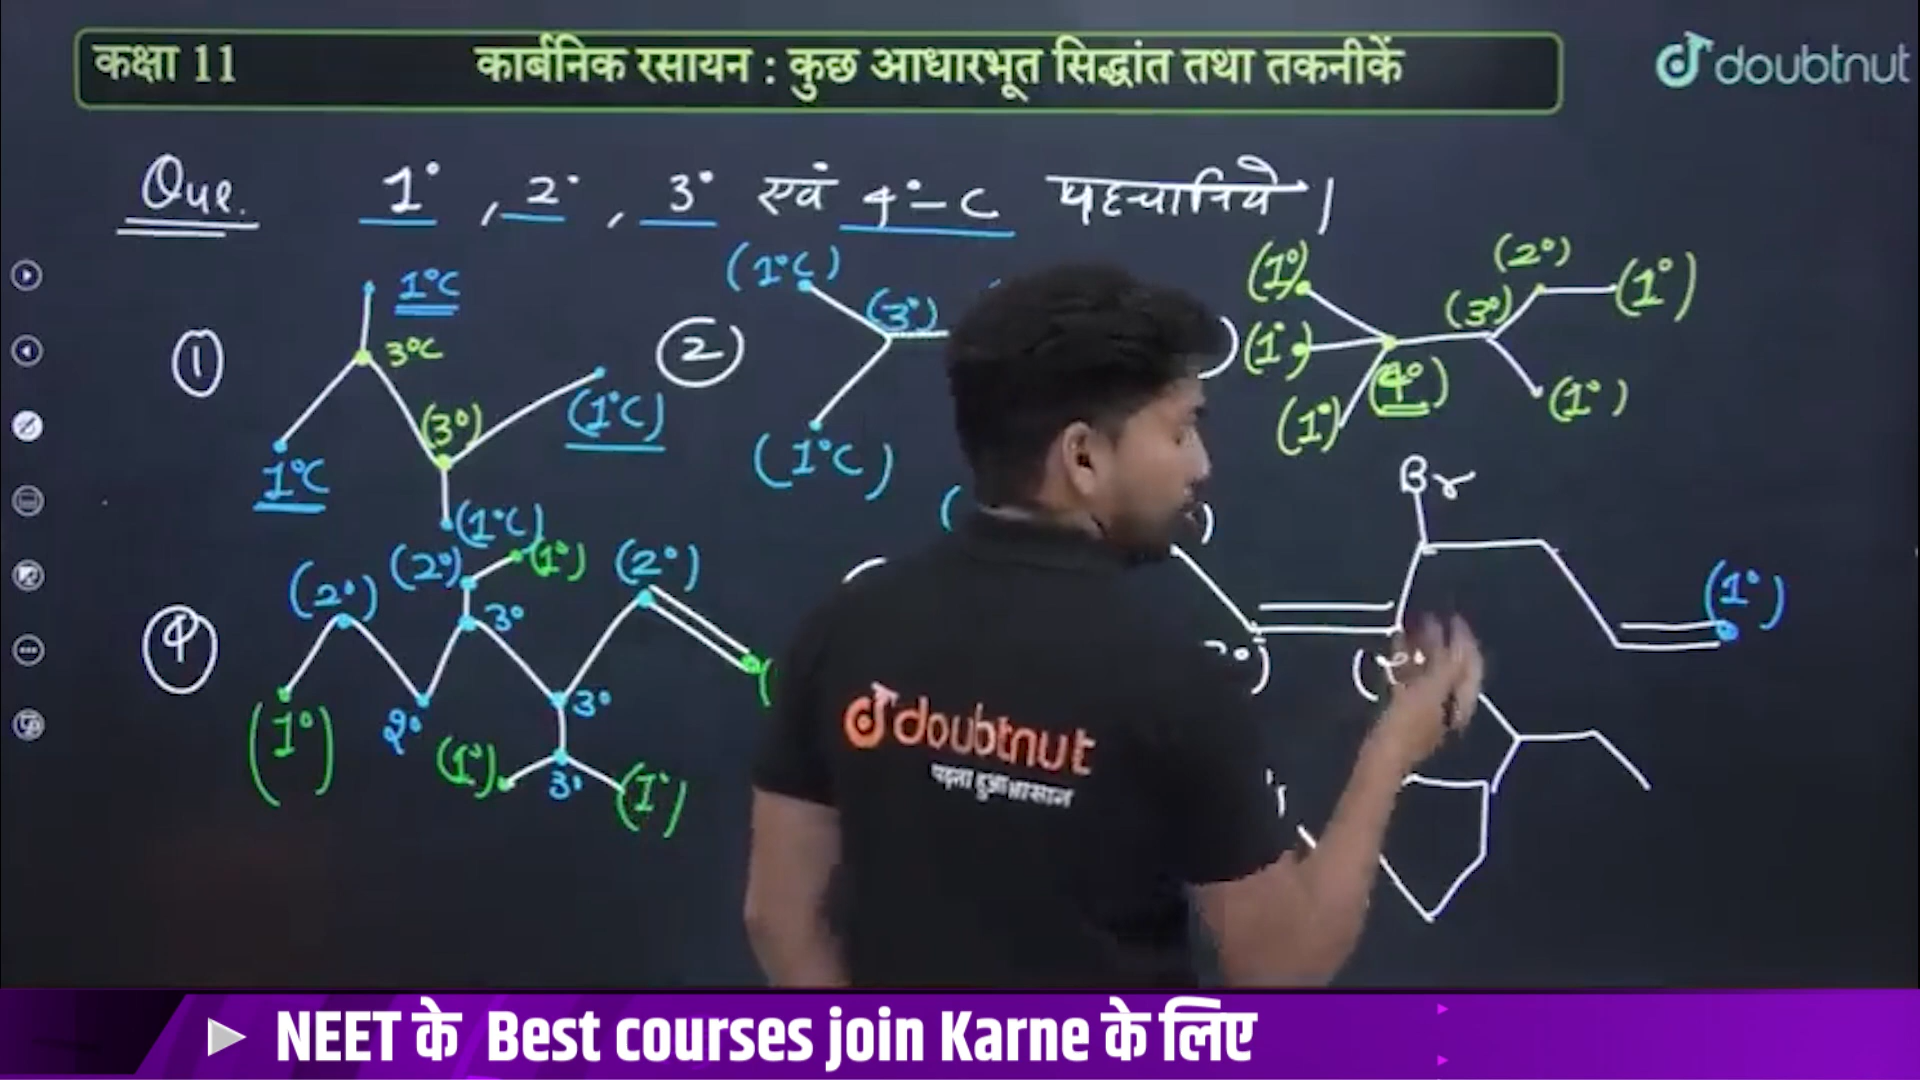 कक्षा 11 कार्बनिक रसायन : कुछ आधारभूत सिद्धांत तथा तकनीकें
doubtnut
Que. 1° , 2° , 3° एवं 4°-C पहचानिये ।
1°C
(1°C)
(3°)
(1°)
(2°)
(3°)
(1°)
1
3°C
2
(1°)
(4°)
(1°)
(1°)
(3°)
(1°C)
1°C
(1°C)
Br
(1°C)
(2°)
(2°)
(1°)
(2°)
3°
(1°)
4
(1°)
2°
3°
(1°)
3°
(1°)
doubtnut
पढ़ना हुआ आसान
NEET के Best courses join Karne के लिए